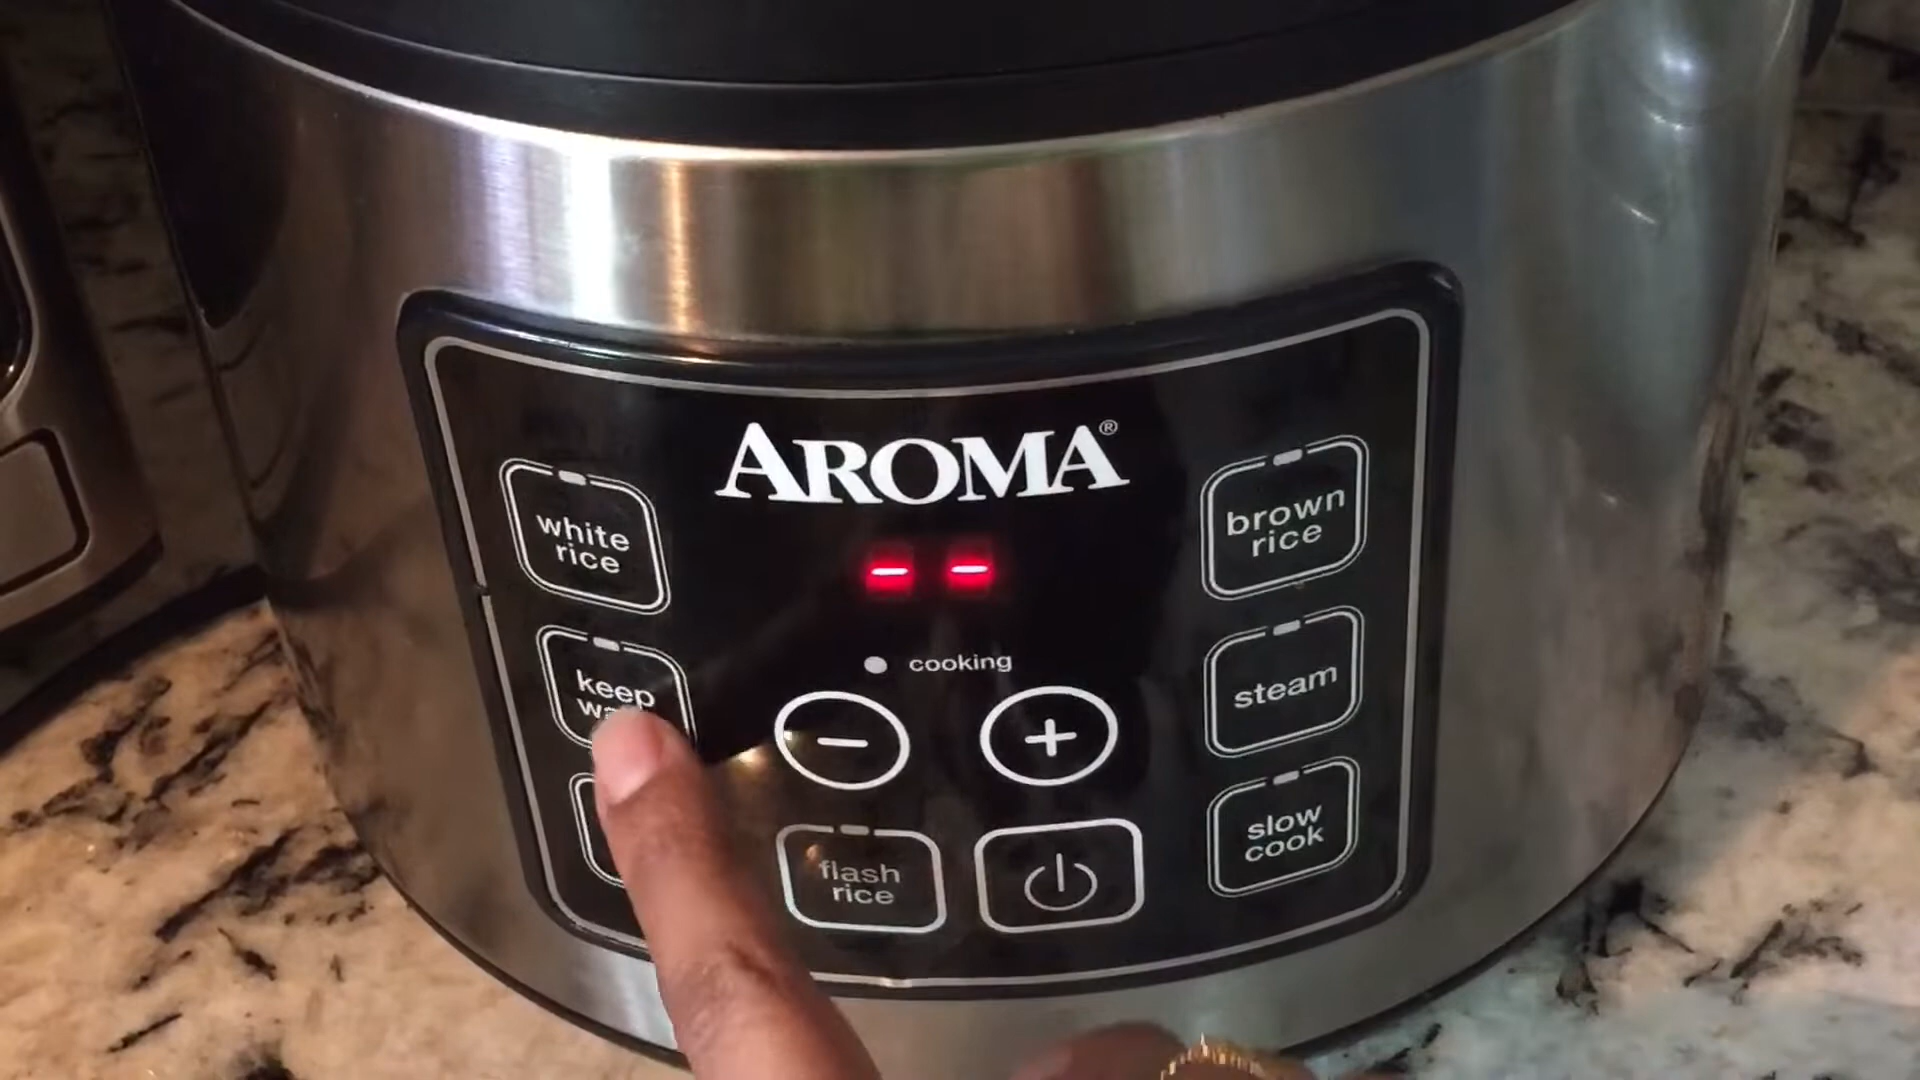 AROMA®
white
rice
brown
rice
-- 
cooking
keep
steam
− +
slow
cook
flash
rice